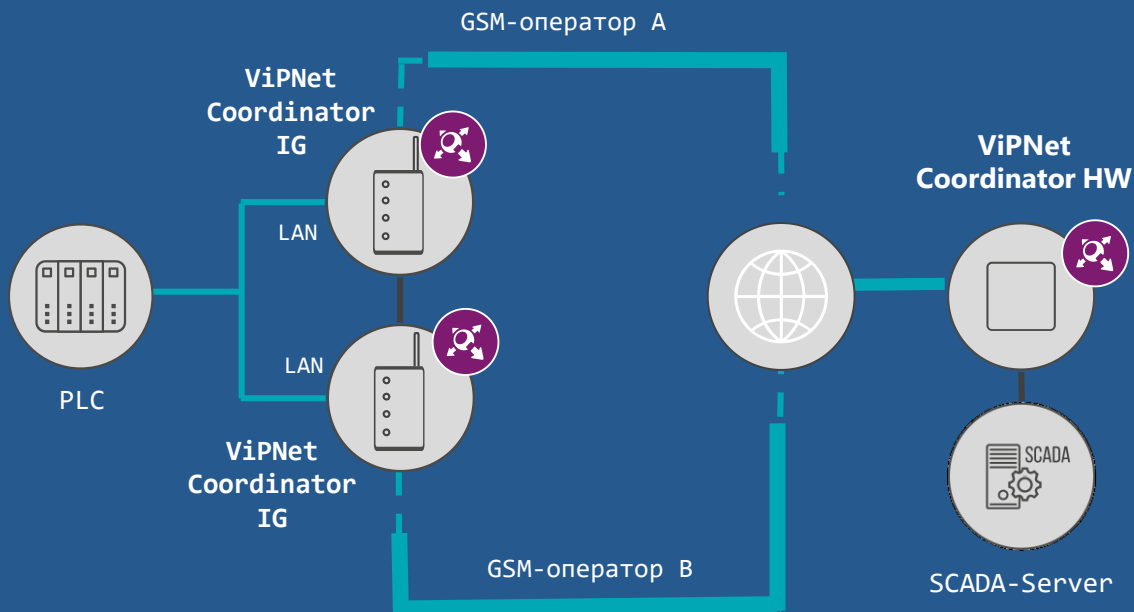 GSM-оператор A
ViPNet
Coordinator
IG
ViPNet
Coordinator HW
LAN
LAN
PLC
ViPNet
Coordinator
IG
SCADA
GSM-оператор B
SCADA-Server